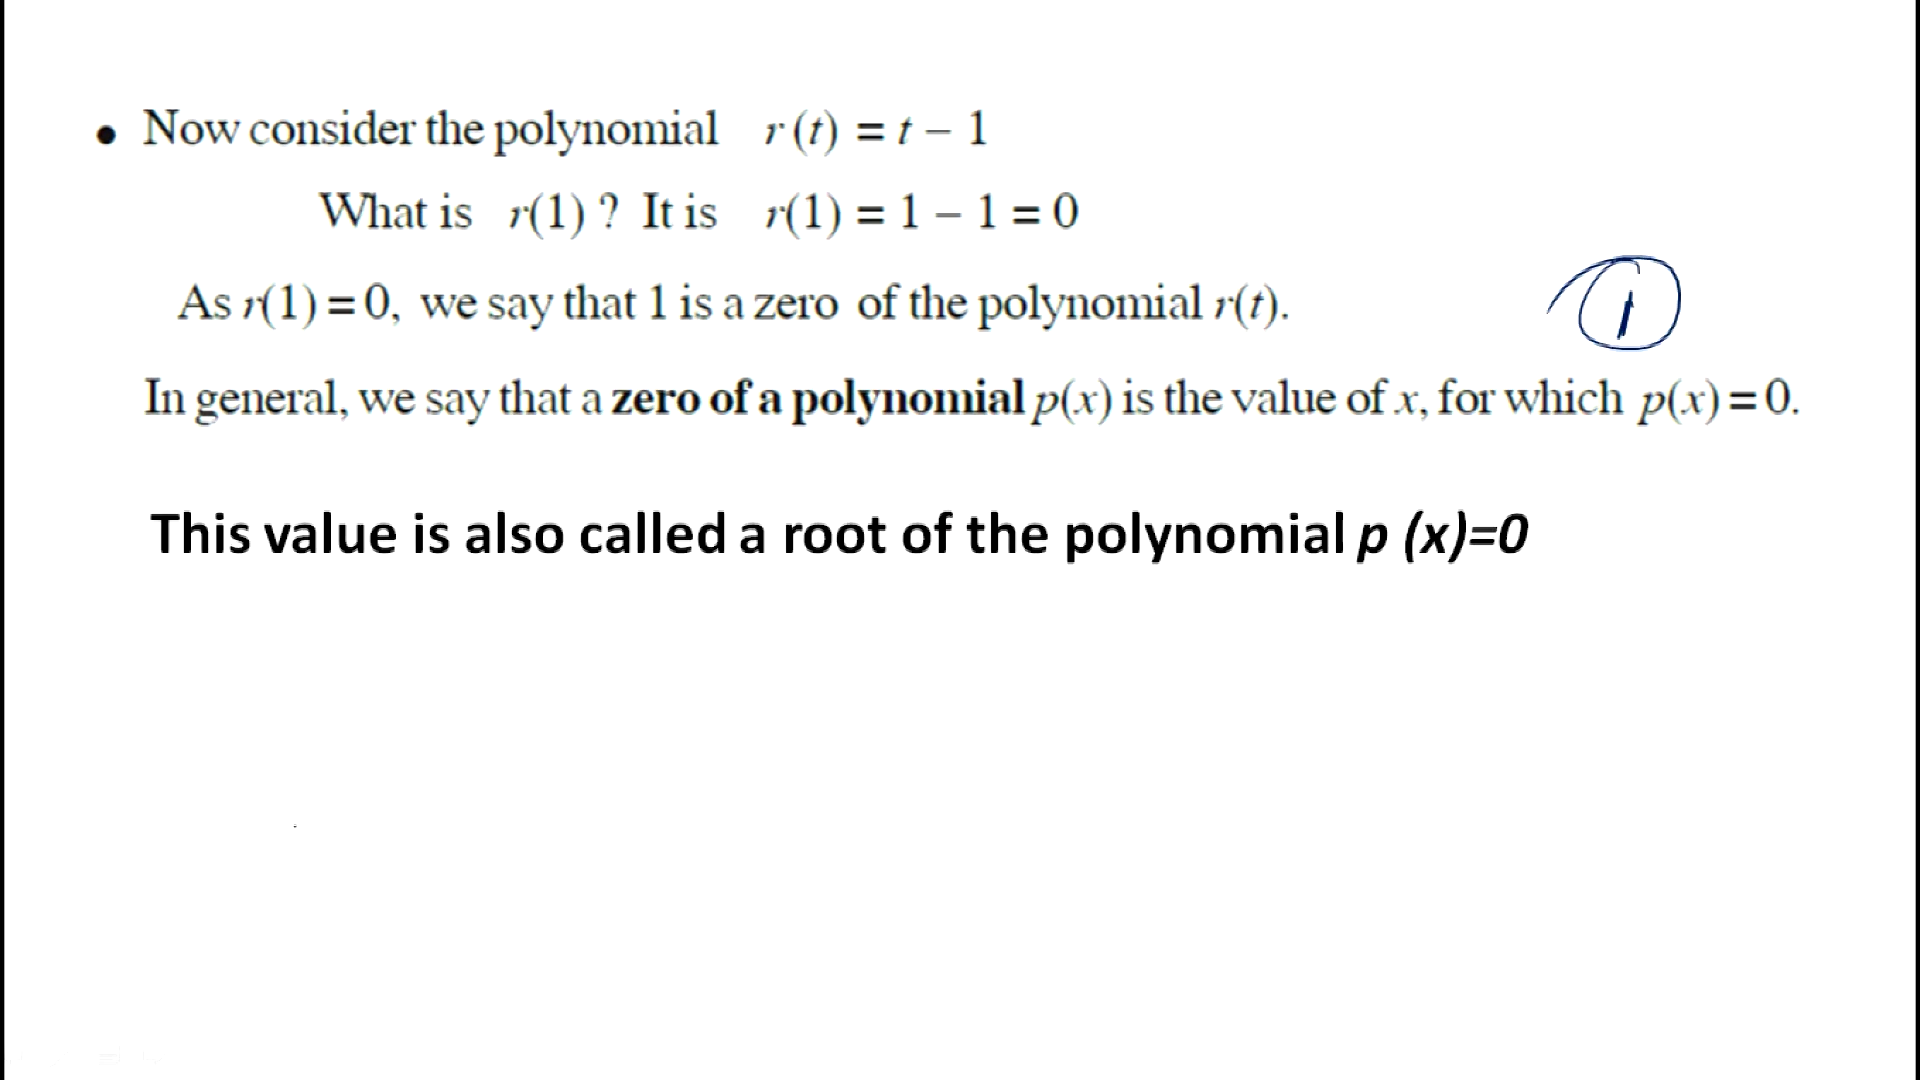 • Now consider the polynomial r(t) = t – 1
What is r(1) ? It is r(1) = 1 – 1 = 0
As r(1) = 0, we say that 1 is a zero of the polynomial r(t).
1
In general, we say that a zero of a polynomial p(x) is the value of x, for which p(x) = 0.
This value is also called a root of the polynomial p (x)=0